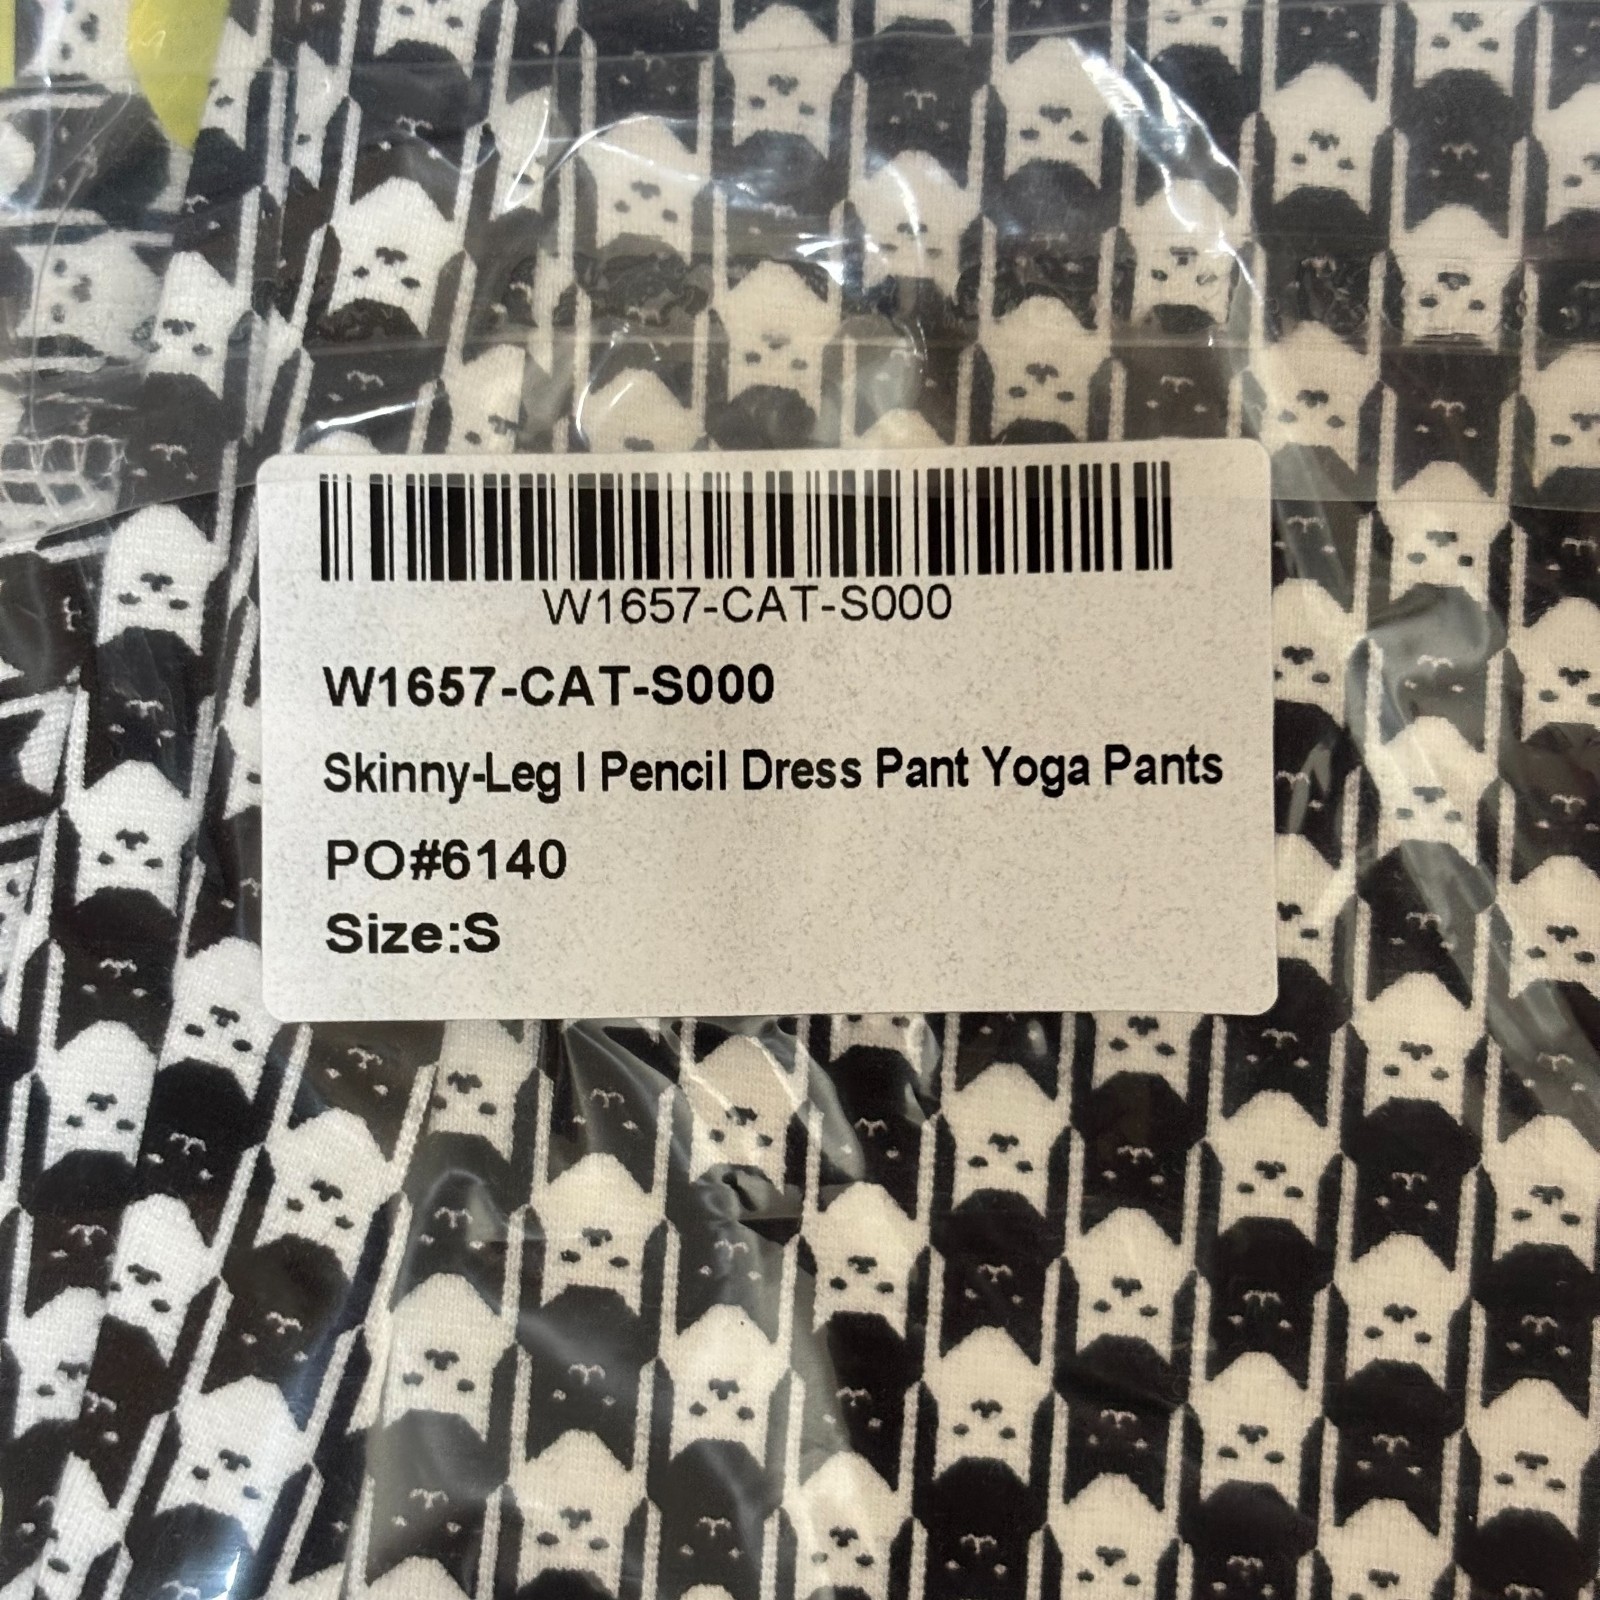 W1657-CAT-S000
W1657-CAT-S000
Skinny-Leg | Pencil Dress Pant Yoga Pants
PO#6140
Size:S